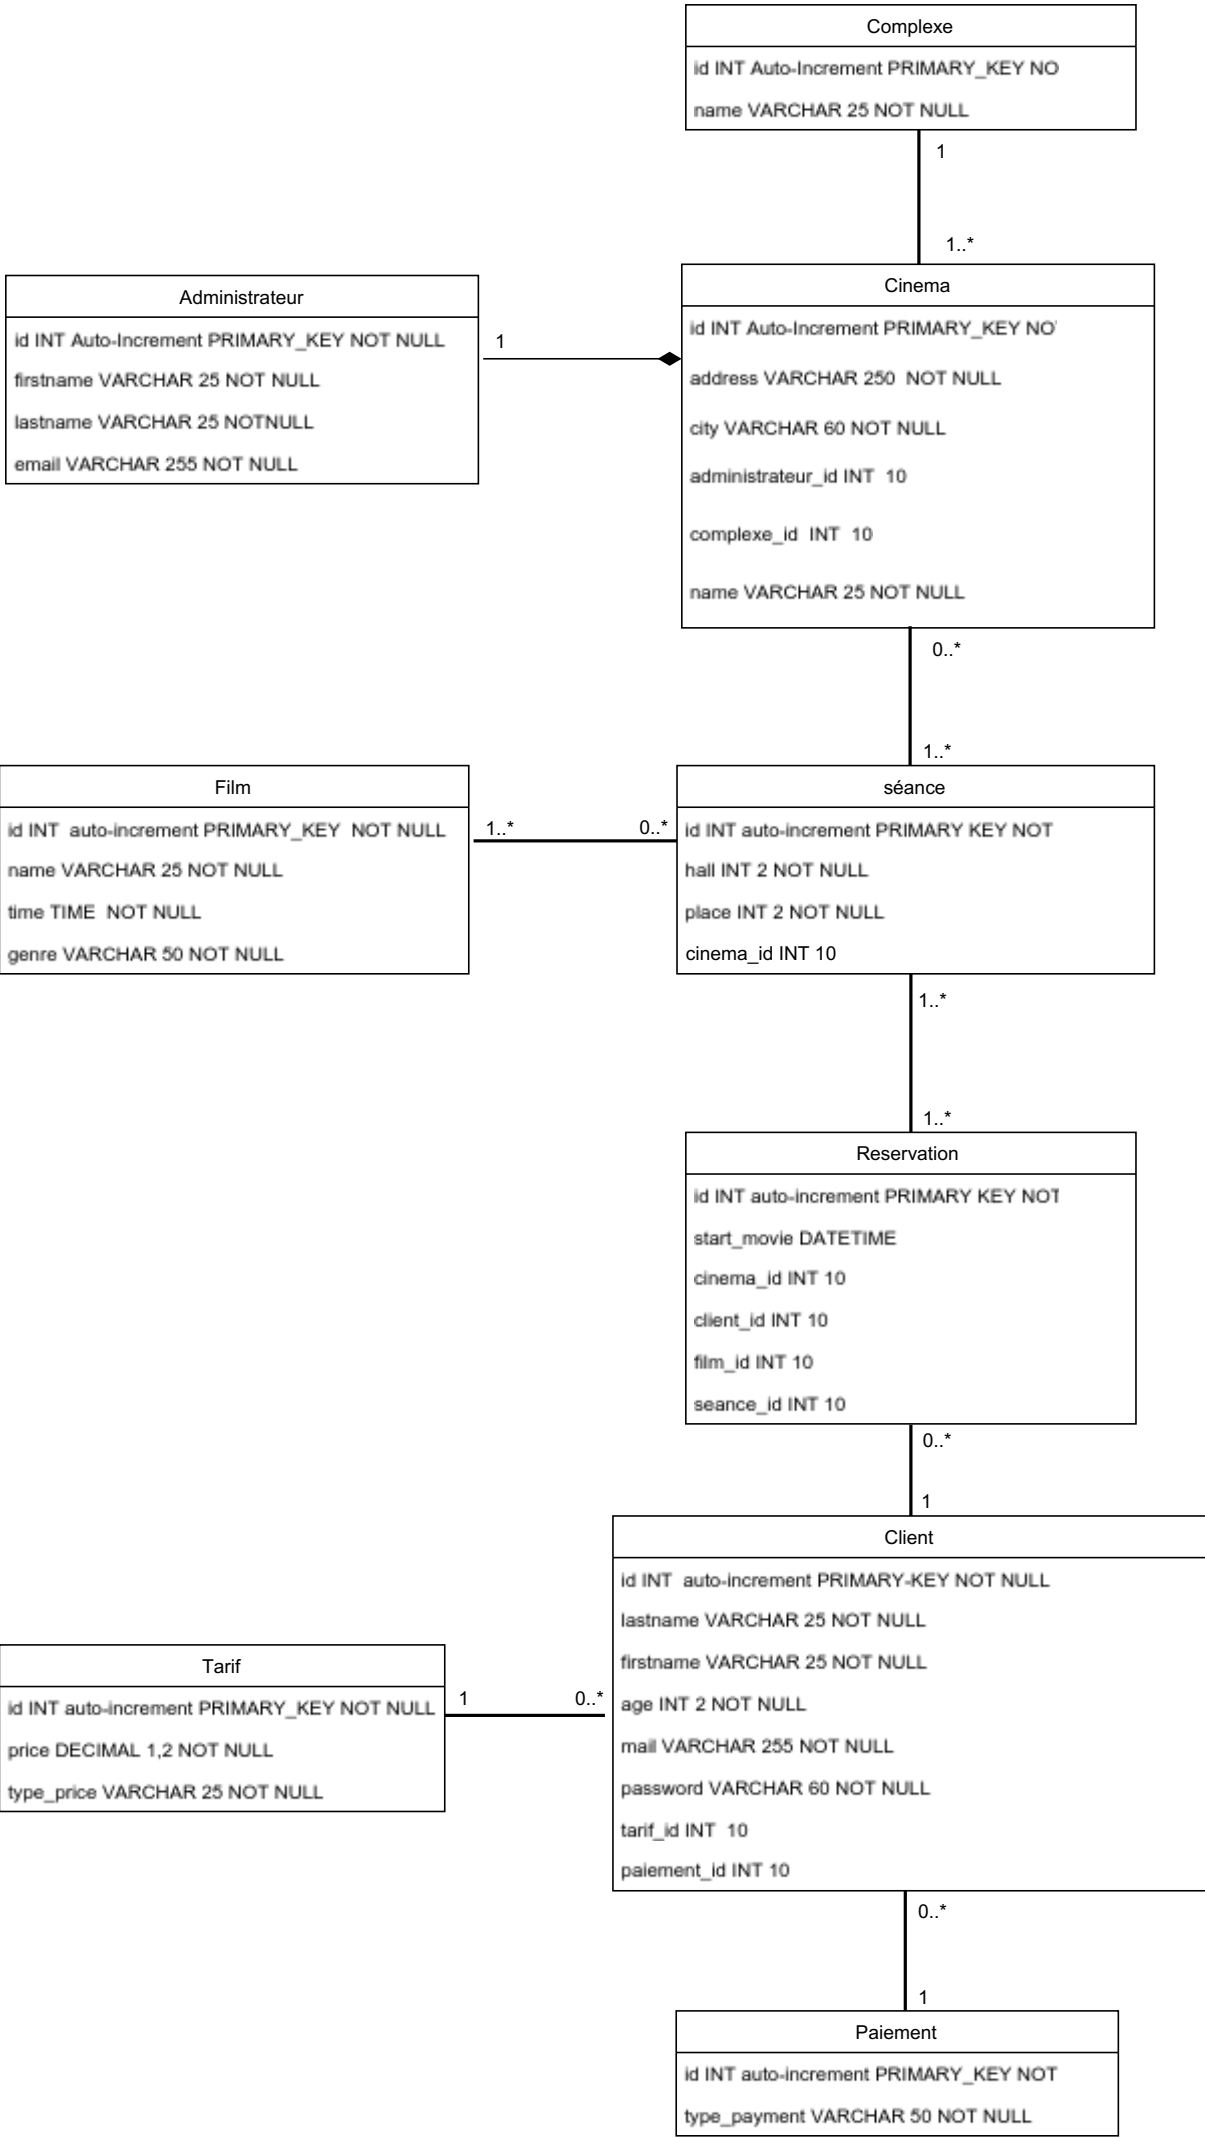 Complexe
id INT Auto-Increment PRIMARY_KEY NO
name VARCHAR 25 NOT NULL
1
1..*
Administrateur
id INT Auto-Increment PRIMARY_KEY NOT NULL
firstname VARCHAR 25 NOT NULL
lastname VARCHAR 25 NOTNULL
email VARCHAR 255 NOT NULL
1
Cinema
id INT Auto-Increment PRIMARY_KEY NO
address VARCHAR 250 NOT NULL
city VARCHAR 60 NOT NULL
administrateur_id INT 10
complexe_id INT 10
name VARCHAR 25 NOT NULL
0..*
1..*
Film
id INT auto-increment PRIMARY_KEY NOT NULL
name VARCHAR 25 NOT NULL
time TIME NOT NULL
genre VARCHAR 50 NOT NULL
1..*
0..*
séance
id INT auto-increment PRIMARY KEY NOT
hall INT 2 NOT NULL
place INT 2 NOT NULL
cinema_id INT 10
1..*
1..*
Reservation
id INT auto-increment PRIMARY KEY NOT
start_movie DATETIME
cinema_id INT 10
client_id INT 10
film_id INT 10
seance_id INT 10
0..*
1
Client
id INT auto-increment PRIMARY-KEY NOT NULL
lastname VARCHAR 25 NOT NULL
firstname VARCHAR 25 NOT NULL
age INT 2 NOT NULL
mail VARCHAR 255 NOT NULL
password VARCHAR 60 NOT NULL
tarif_id INT 10
paiement_id INT 10
Tarif
id INT auto-increment PRIMARY_KEY NOT NULL
price DECIMAL 1,2 NOT NULL
type_price VARCHAR 25 NOT NULL
1
0..*
0..*
1
Paiement
id INT auto-increment PRIMARY_KEY NOT
type_payment VARCHAR 50 NOT NULL